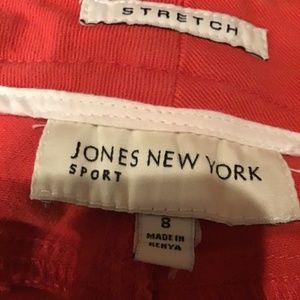 STRETCH
JONES NEW YORK
SPORT
8
MADE IN
KENYA